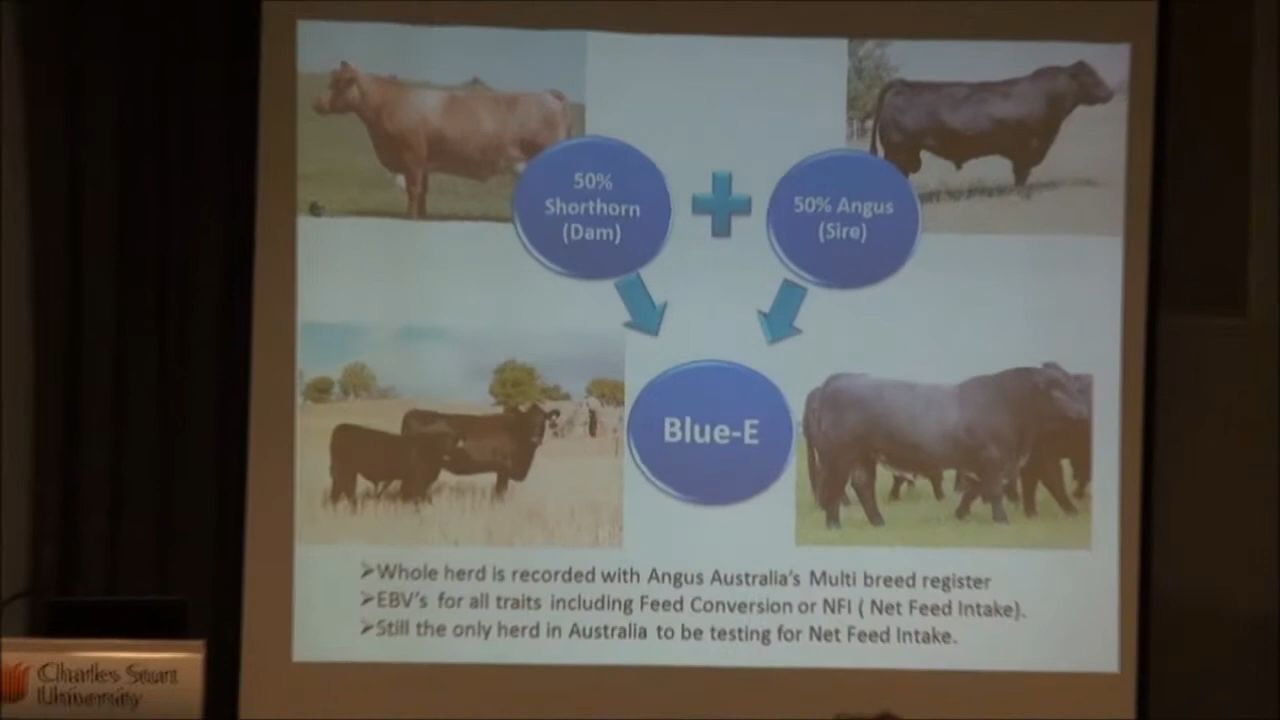 50%
Shorthorn
(Dam)
50% Angus
(Sire)
Blue-E
➢Whole herd is recorded with Angus Australia's Multi breed register
➢EBV's for all traits including Feed Conversion or NFI ( Net Feed Intake).
➢Still the only herd in Australia to be testing for Net Feed Intake.
Charles Sturt
University